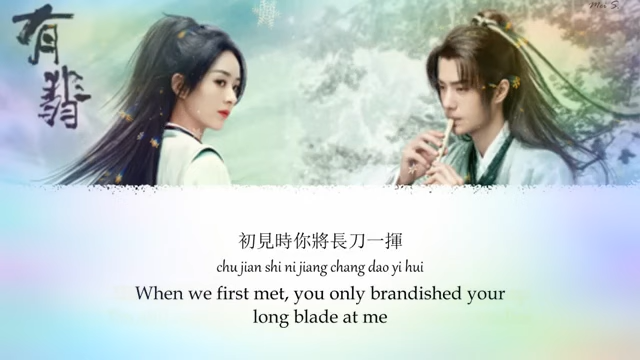 Mei S
有翡
初見時你將長刀一揮
chu jian shi ni jiang chang dao yi hui
When we first met, you only brandished your
long blade at me